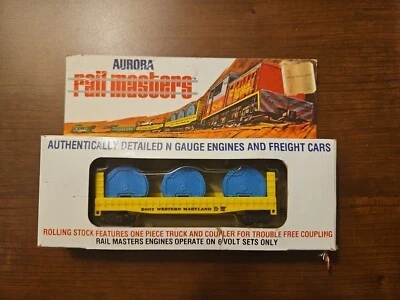 AURORA
rail masters
AUTHENTICALLY DETAILED N GAUGE ENGINES AND FREIGHT CARS
WESTERN MARYLAND
ROLLING STOCK FEATURES ONE PIECE TRUCK AND COUPLER FOR TROUBLE FREE COUPLING
RAIL MASTERS ENGINES OPERATE ON 6 VOLT SETS ONLY